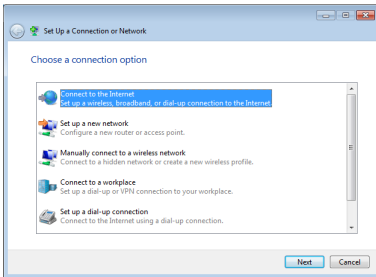 Set Up a Connection or Network
Choose a connection option
Connect to the Internet
Set up a wireless, broadband, or dial-up connection to the Internet.
Set up a new network
Configure a new router or access point.
Manually connect to a wireless network
Connect to a hidden network or create a new wireless profile.
Connect to a workplace
Set up a dial-up or VPN connection to your workplace.
Set up a dial-up connection
Connect to the Internet using a dial-up connection.
Next
Cancel